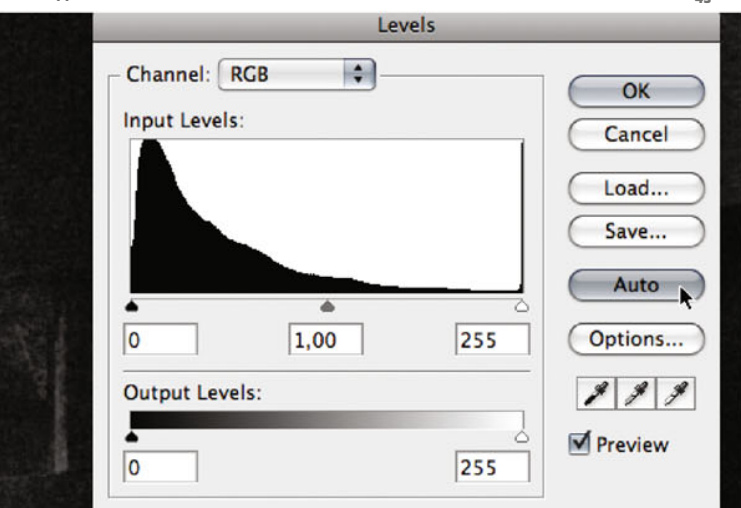 Levels
Channel: RGB
Input Levels:
0 1,00 255
Output Levels:
0 255
OK
Cancel
Load...
Save...
Auto
Options...
Preview